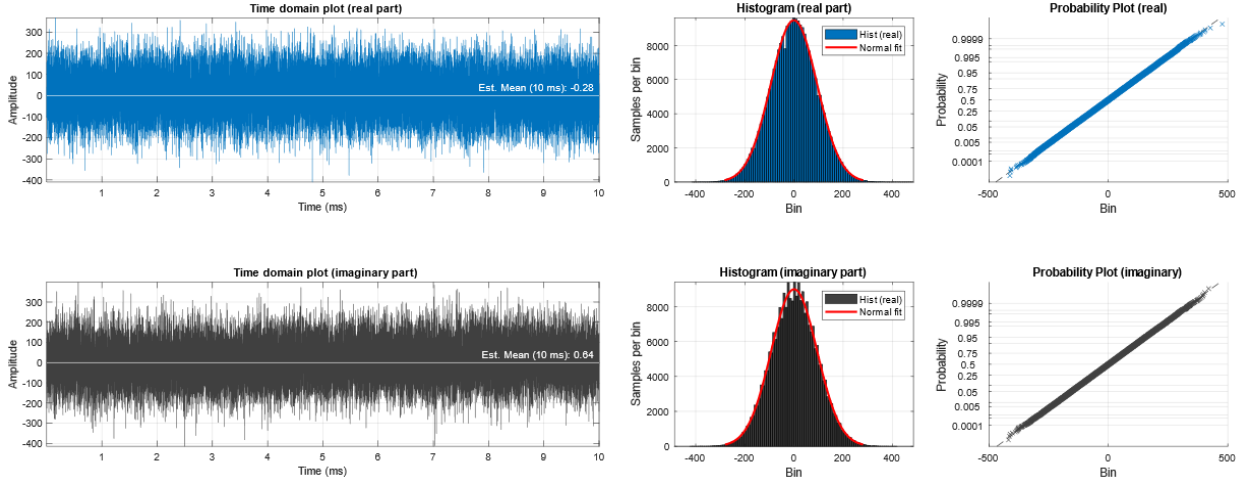 Time domain plot (real part)
300
200
100
0
-100
-200
-300
-400
Amplitude
Est. Mean (10 ms): -0.28
1 2 3 4 5 6 7 8 9 10
Time (ms)
Histogram (real part)
8000
6000
4000
2000
0
Samples per bin
Hist (real)
Normal fit
-400 -200 0 200 400
Bin
Probability Plot (real)
0.9999
0.995
0.95
0.75
0.5
0.25
0.05
0.005
0.0001
Probability
-500 0 500
Bin
Time domain plot (imaginary part)
300
200
100
0
-100
-200
-300
-400
Amplitude
Est. Mean (10 ms): 0.64
1 2 3 4 5 6 7 8 9 10
Time (ms)
Histogram (imaginary part)
8000
6000
4000
2000
0
Samples per bin
Hist (real)
Normal fit
-400 -200 0 200 400
Bin
Probability Plot (imaginary)
0.9999
0.995
0.95
0.75
0.5
0.25
0.05
0.005
0.0001
Probability
-500 0 500
Bin